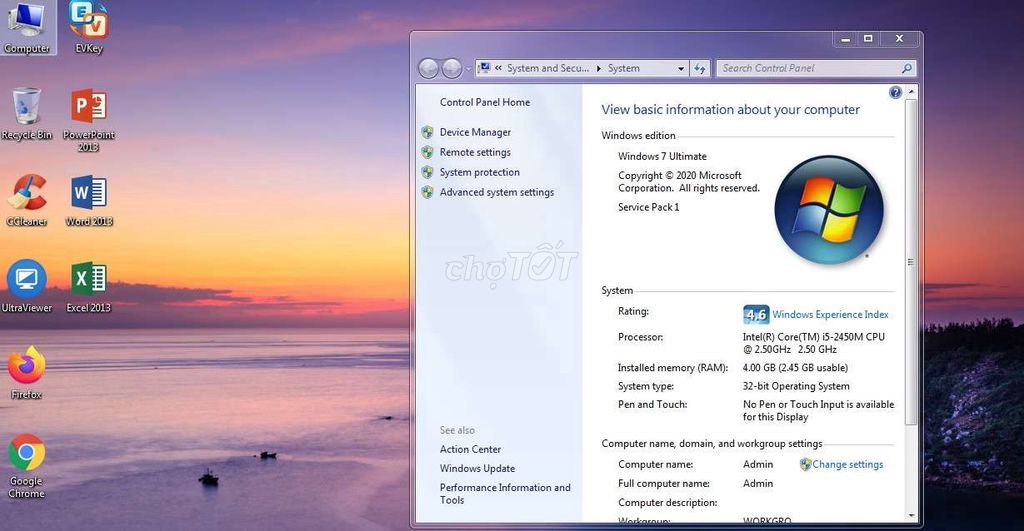 Computer
EVKey
Recycle Bin
PowerPoint
2013
CCleaner
Word 2013
UltraViewer
Excel 2013
Firefox
Google
Chrome
« System and Secu... ▸ System
Search Control Panel
Control Panel Home
Device Manager
Remote settings
System protection
Advanced system settings
See also
Action Center
Windows Update
Performance Information and
Tools
View basic information about your computer
Windows edition
Windows 7 Ultimate
Copyright © 2020 Microsoft
Corporation. All rights reserved.
Service Pack 1
chợTỐT
System
Rating: 4,6 Windows Experience Index
Processor: Intel(R) Core(TM) i5-2450M CPU
@ 2.50GHz 2.50 GHz
Installed memory (RAM): 4.00 GB (2.45 GB usable)
System type: 32-bit Operating System
Pen and Touch: No Pen or Touch Input is available
for this Display
Computer name, domain, and workgroup settings
Computer name: Admin Change settings
Full computer name: Admin
Computer description:
Workgroup: WORKGRO